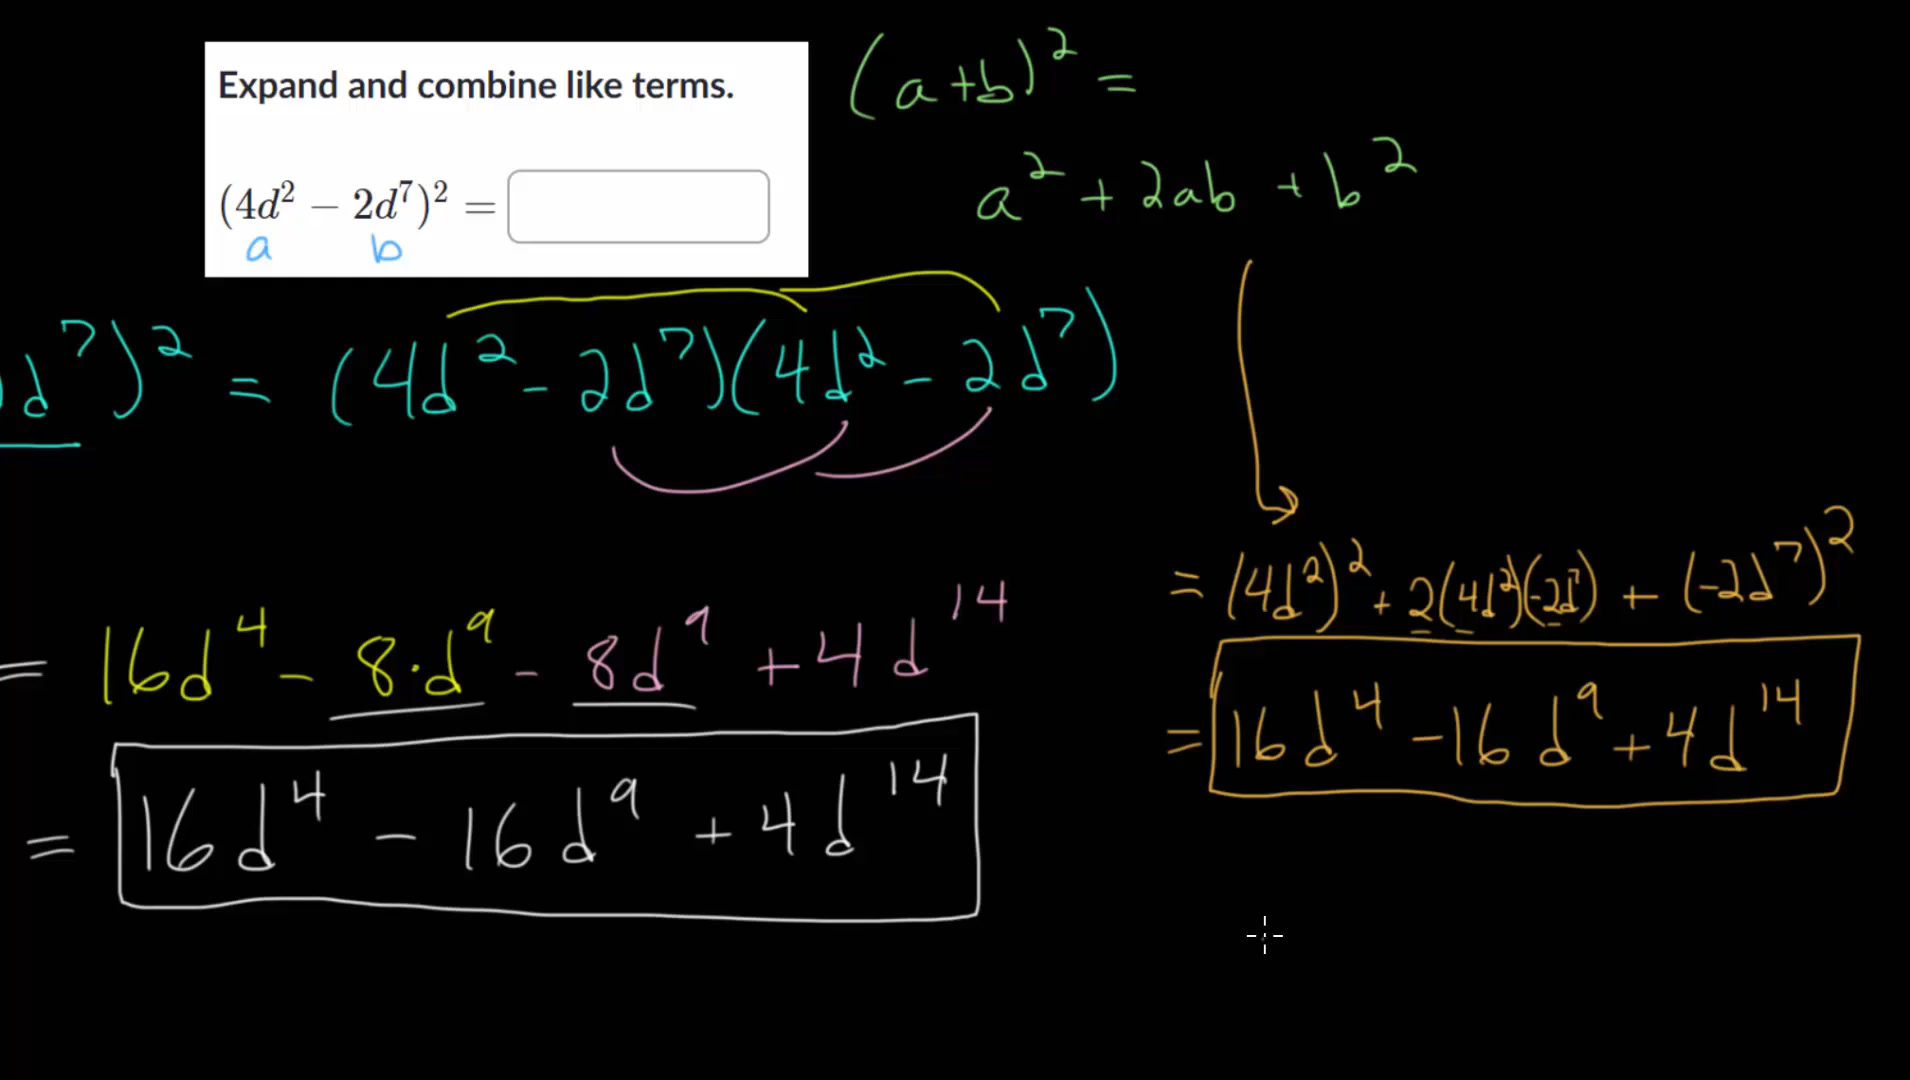 Expand and combine like terms.
(4d² − 2d⁷)² =
a b
(a+b)² =
a² + 2ab + b²
d⁷)² = (4d² - 2d⁷)(4d² - 2d⁷)
= (4d²)² + 2(4d²)(-2d⁷) + (-2d⁷)²
= 16d⁴ - 16d⁹ + 4d¹⁴
= 16d⁴ - 8·d⁹ - 8d⁹ + 4d¹⁴
= 16d⁴ - 16d⁹ + 4d¹⁴